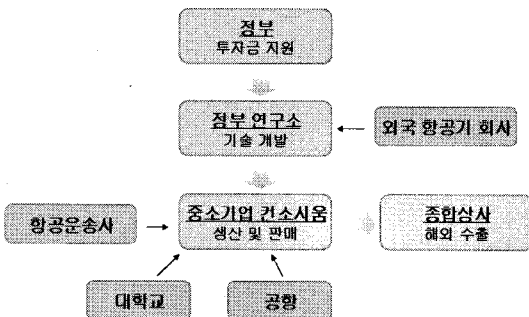 정부
투자금 지원
정부 연구소
기술 개발
외국 항공기 회사
항공운송사
중소기업 컨소시움
생산 및 판매
종합상사
해외 수출
대학교
공항